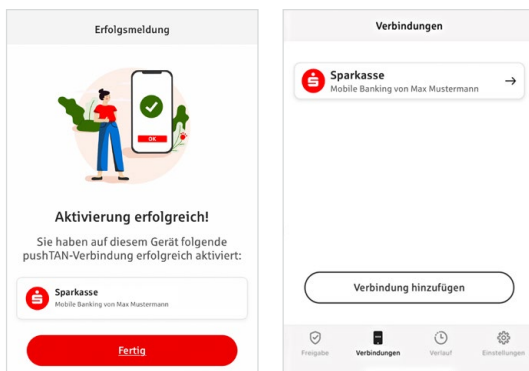 Erfolgsmeldung
OK
Aktivierung erfolgreich!
Sie haben auf diesem Gerät folgende
pushTAN-Verbindung erfolgreich aktiviert:
Sparkasse
Mobile Banking von Max Mustermann
Fertig
Verbindungen
Sparkasse
Mobile Banking von Max Mustermann
Verbindung hinzufügen
Freigabe
Verbindungen
Verlauf
Einstellungen